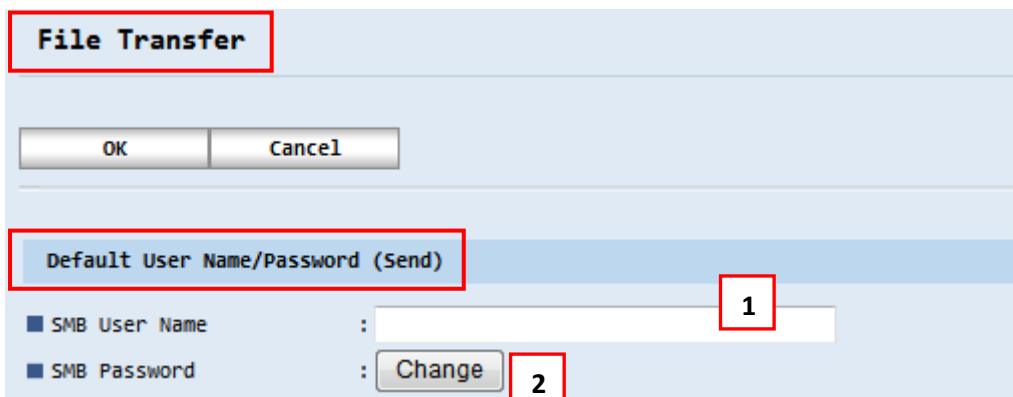 File Transfer
OK Cancel
Default User Name/Password (Send)
SMB User Name : 1
SMB Password : Change 2